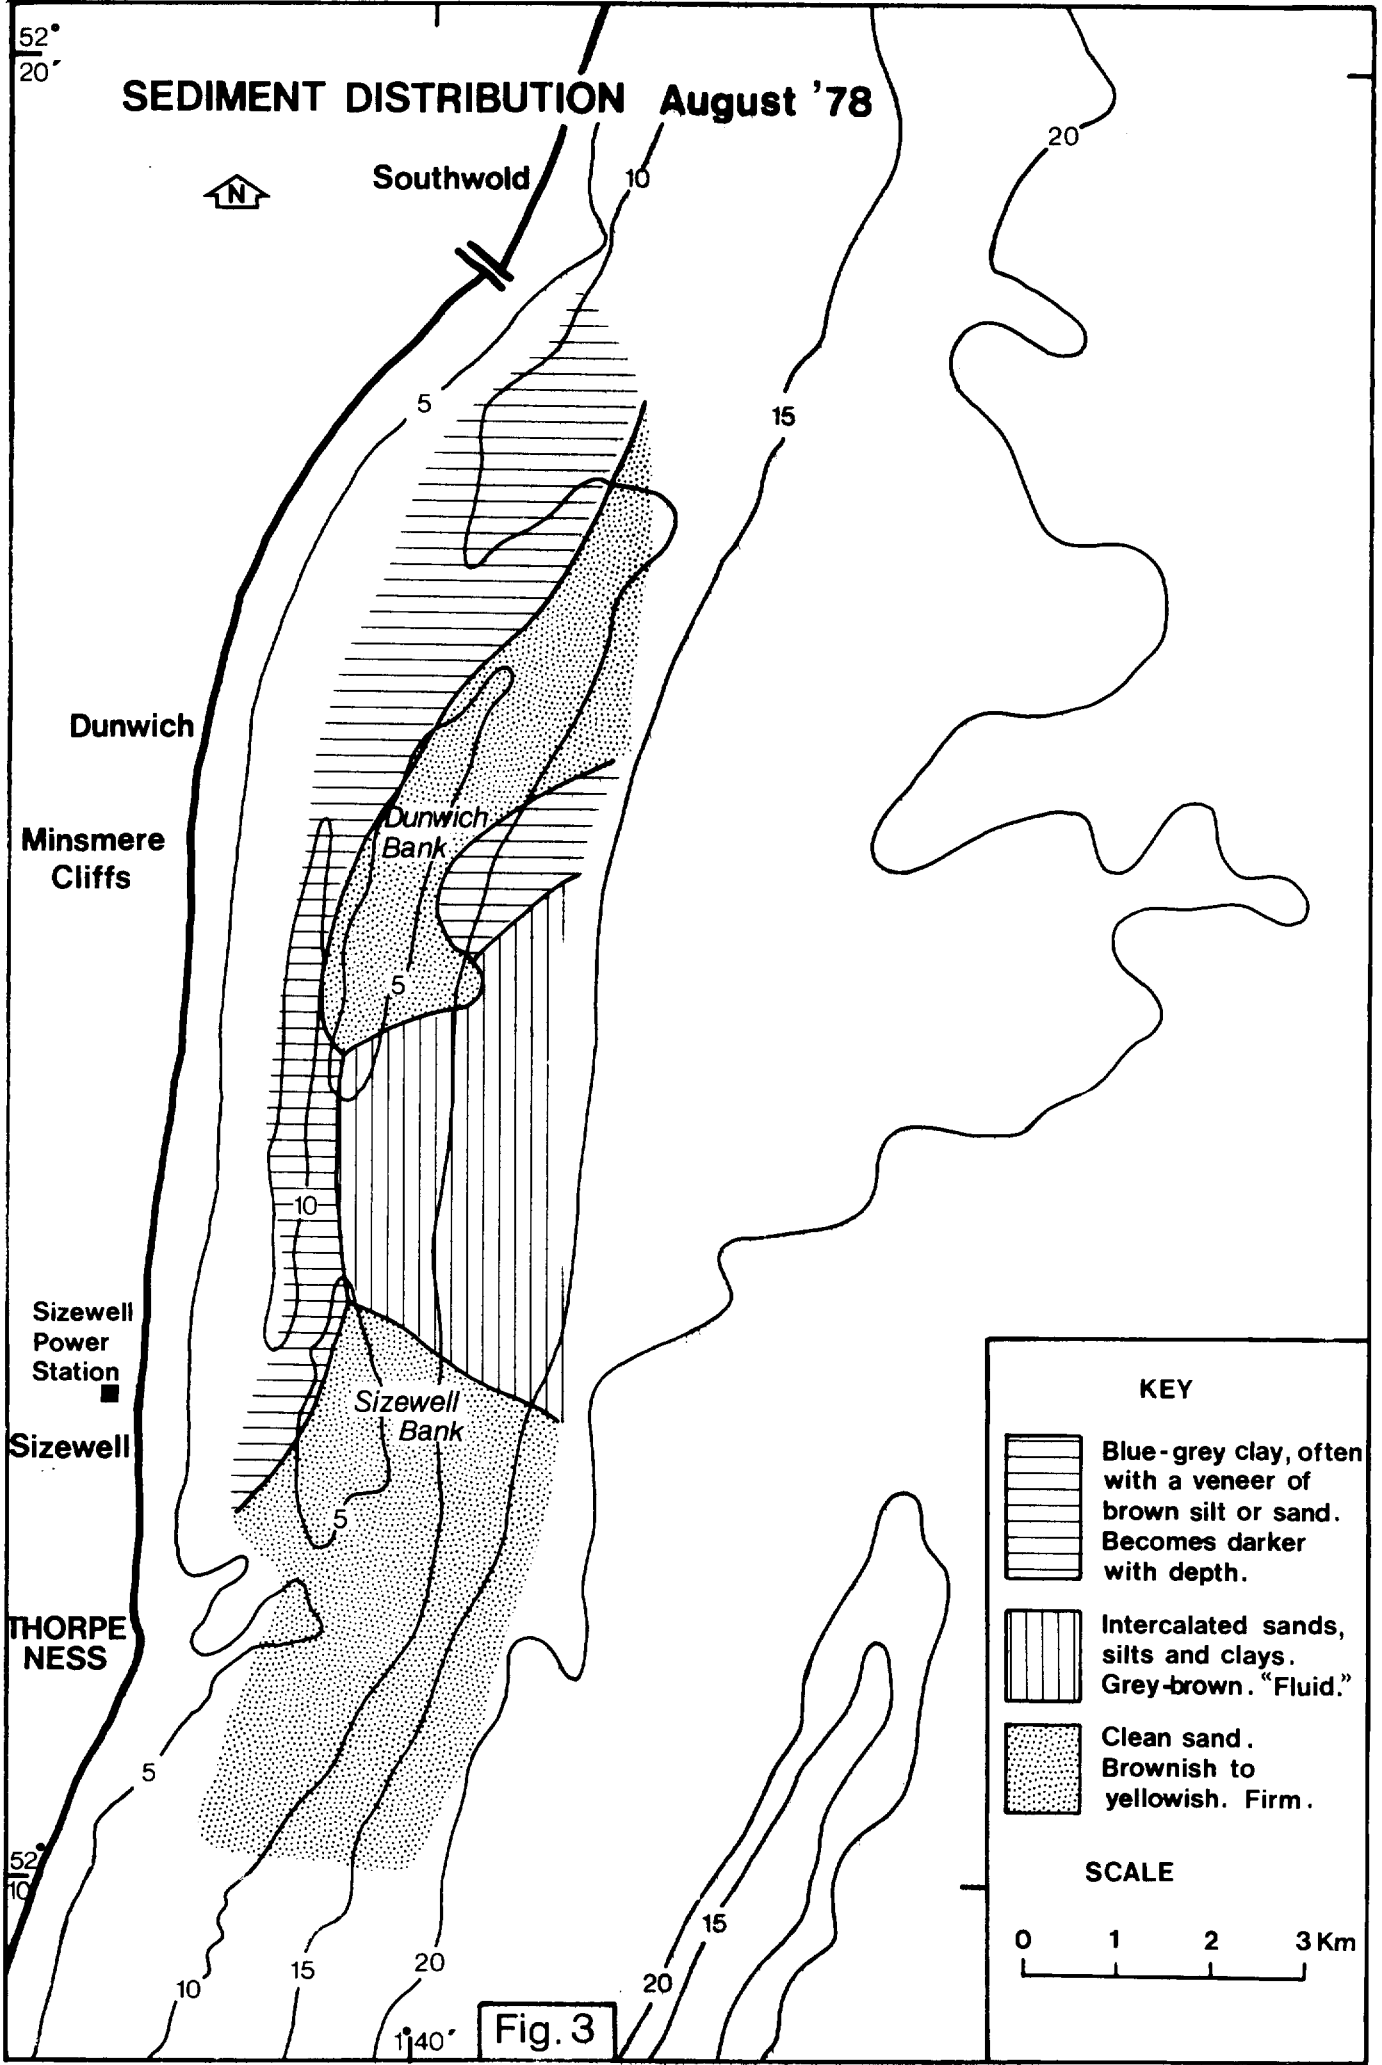 52°
20′
SEDIMENT DISTRIBUTION August '78
N
Southwold
10
20
5
15
Dunwich
Dunwich
Bank
Minsmere
Cliffs
5
10
Sizewell
Power
Station
Sizewell
Bank
Sizewell
5
THORPE
NESS
5
52°
10′
10
15
20
15
20
1°40′
Fig. 3
KEY
Blue-grey clay, often
with a veneer of
brown silt or sand.
Becomes darker
with depth.
Intercalated sands,
silts and clays.
Grey-brown. “Fluid.”
Clean sand.
Brownish to
yellowish. Firm.
SCALE
0 1 2 3 Km